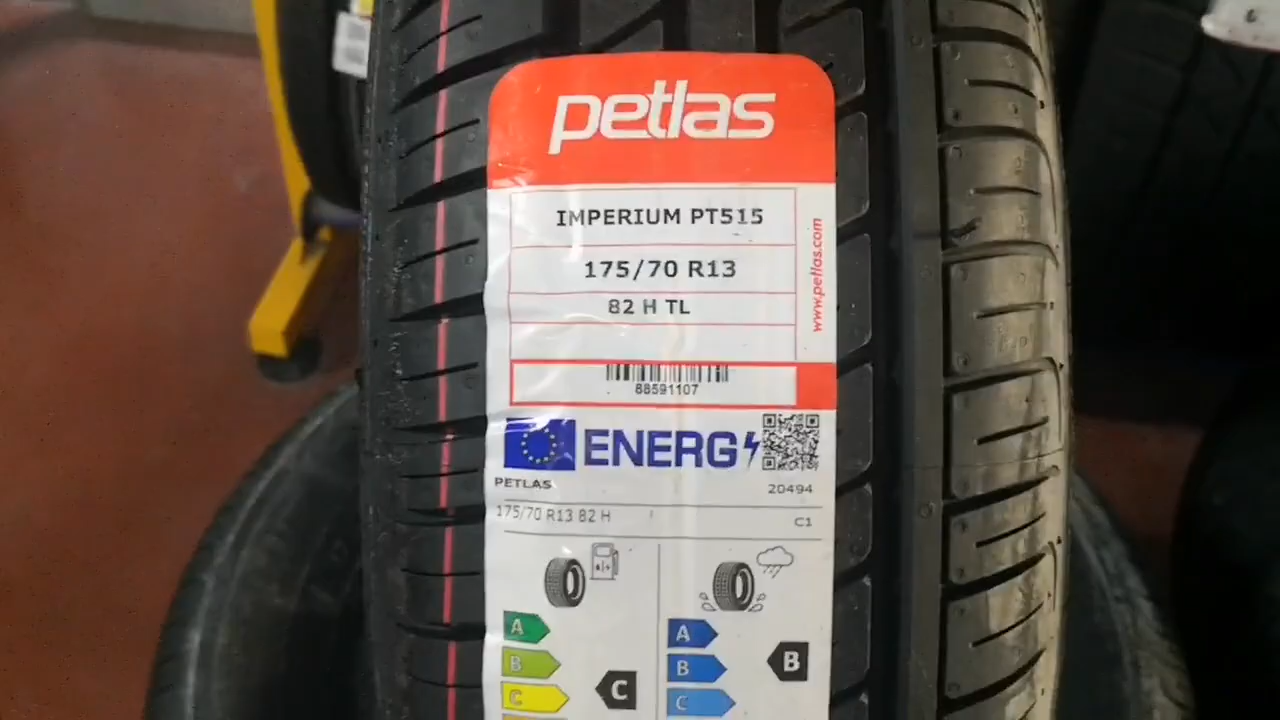 petlas
IMPERIUM PT515
175/70 R13
82 H TL
www.petlas.com
88591107
ENERG
PETLAS
20494
175/70 R13 82 H
C1
A
B
C
C
A
B
C
B